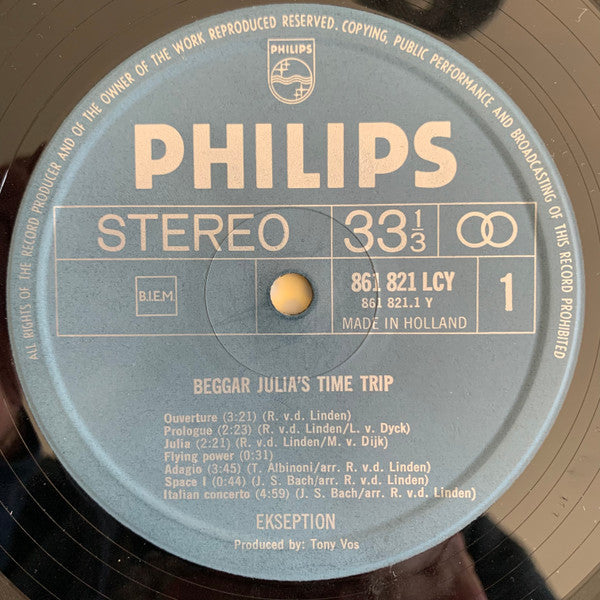 ALL RIGHTS OF THE RECORD PRODUCER AND OF THE OWNER OF THE WORK REPRODUCED RESERVED. COPYING, PUBLIC PERFORMANCE AND BROADCASTING OF THIS RECORD PROHIBITED
PHILIPS
PHILIPS
STEREO 33 1/3
B.I.E.M. 861 821 LCY 1
861 821.1 Y
MADE IN HOLLAND
BEGGAR JULIA'S TIME TRIP
Ouverture (3:21) (R. v.d. Linden)
Prologue (2:23) (R. v.d. Linden/L. v. Dyck)
Julia (2:21) (R. v.d. Linden/M. v. Dijk)
Flying power (0:31)
Adagio (3:45) (T. Albinoni/arr. R. v.d. Linden)
Space I (0:44) (J. S. Bach/arr. R. v.d. Linden)
Italian concerto (4:59) (J. S. Bach/arr. R. v.d. Linden)
EKSEPTION
Produced by: Tony Vos